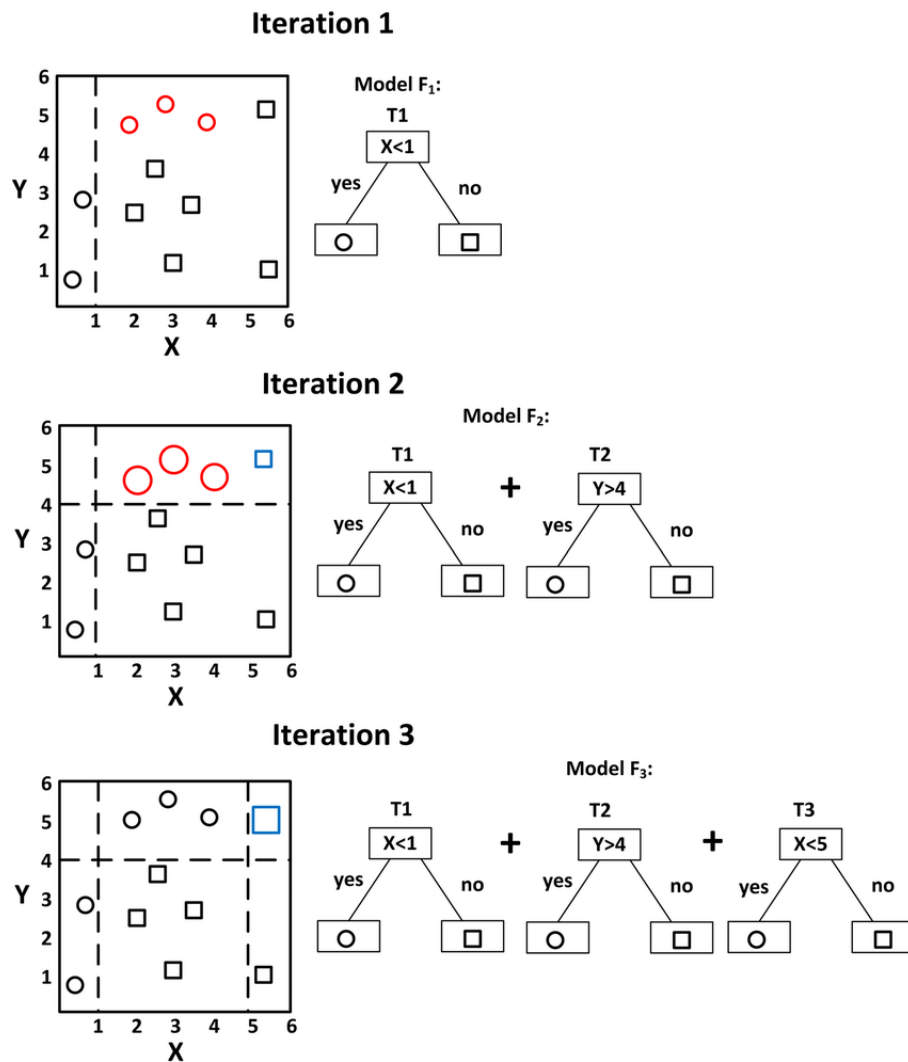 Iteration 1
Model F₁:
T1
X<1
yes
no
Y
6
5
4
3
2
1
1 2 3 4 5 6
X
Iteration 2
Model F₂:
T1
T2
X<1
+
Y>4
yes
no
yes
no
Y
6
5
4
3
2
1
1 2 3 4 5 6
X
Iteration 3
Model F₃:
T1
T2
T3
X<1
+
Y>4
+
X<5
yes
no
yes
no
yes
no
Y
6
5
4
3
2
1
1 2 3 4 5 6
X